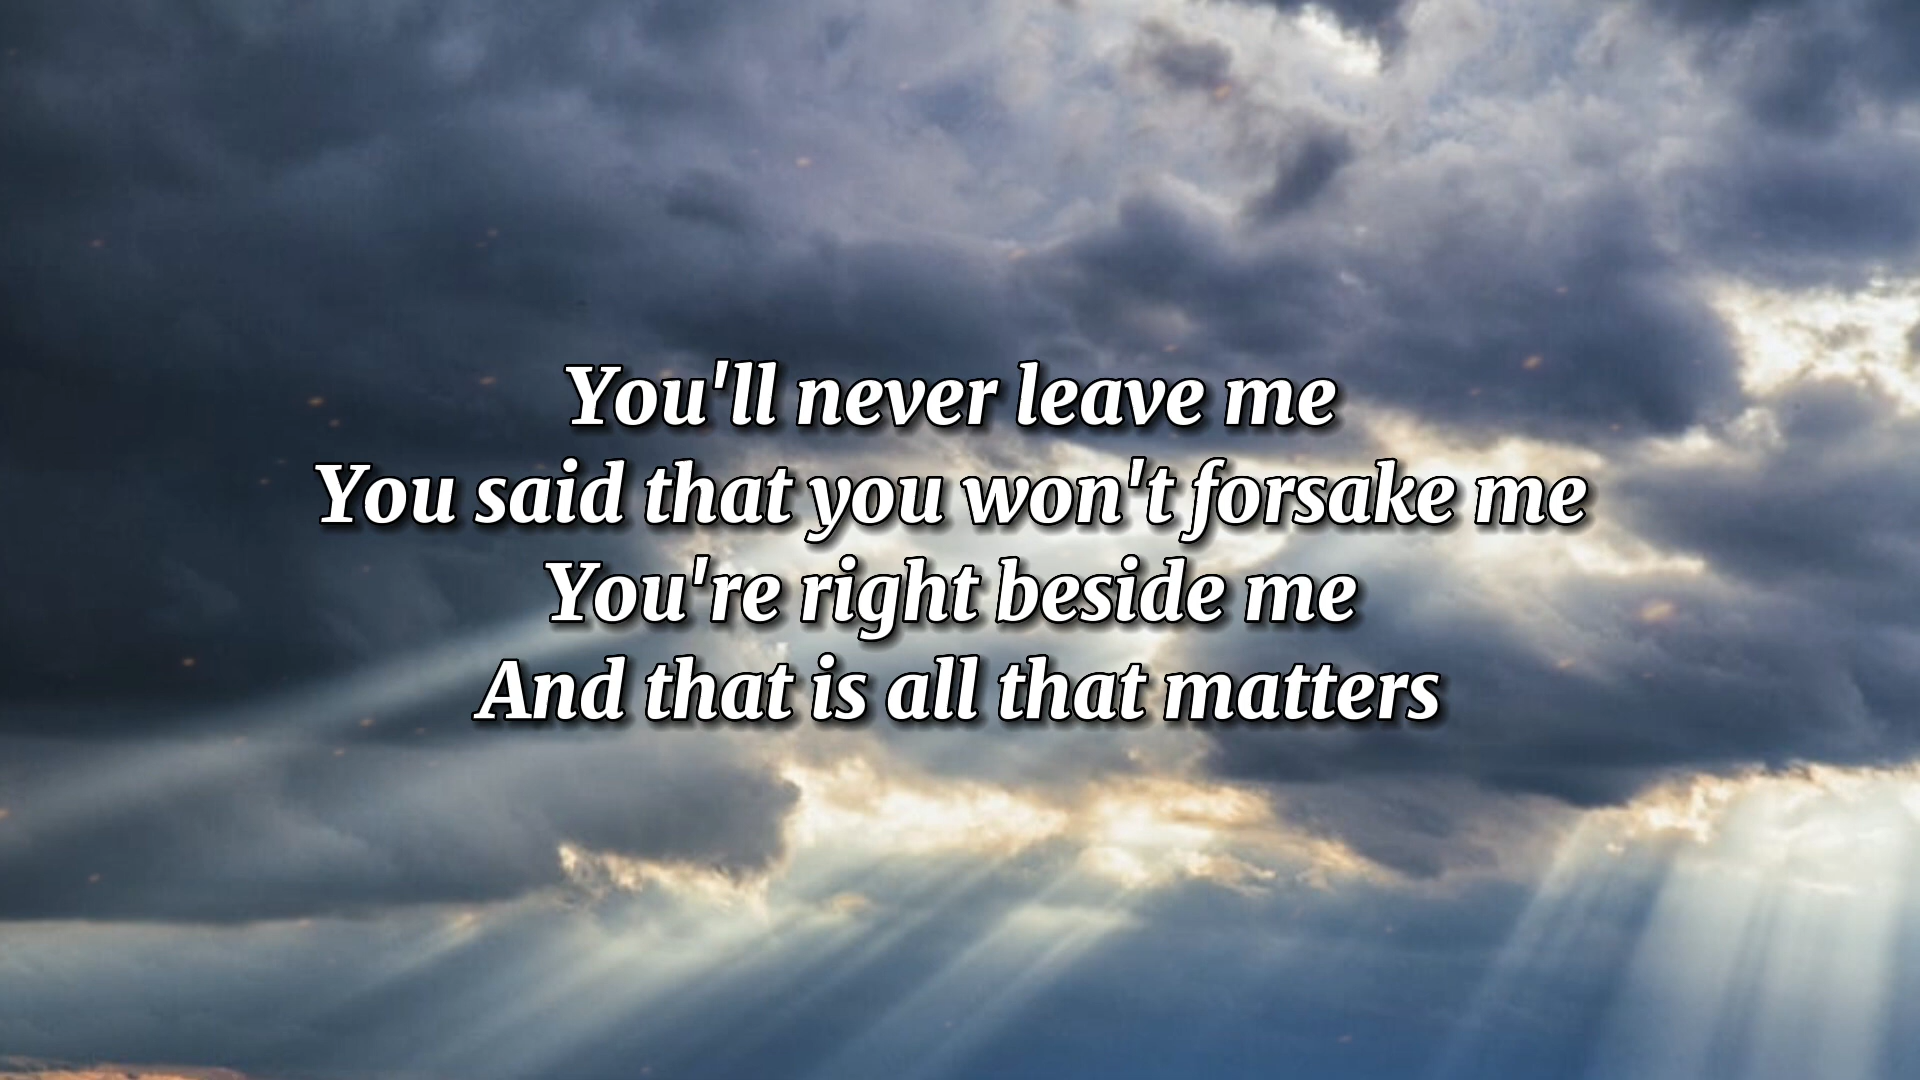 You'll never leave me
You said that you won't forsake me
You're right beside me
And that is all that matters